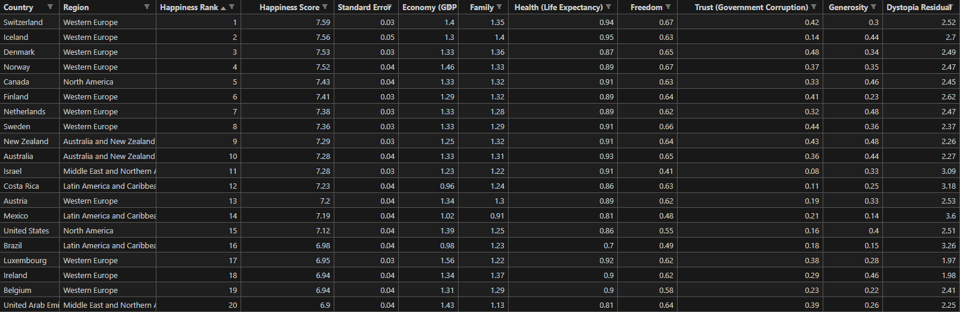 Country Region Happiness Rank Happiness Score Standard Error Economy (GDP Family Health (Life Expectancy) Freedom Trust (Government Corruption) Generosity Dystopia Residual
Switzerland Western Europe 1 7.59 0.03 1.4 1.35 0.94 0.67 0.42 0.3 2.52
Iceland Western Europe 2 7.56 0.05 1.3 1.4 0.95 0.63 0.14 0.44 2.7
Denmark Western Europe 3 7.53 0.03 1.33 1.36 0.87 0.65 0.48 0.34 2.49
Norway Western Europe 4 7.52 0.04 1.46 1.33 0.89 0.67 0.37 0.35 2.47
Canada North America 5 7.43 0.04 1.33 1.32 0.91 0.63 0.33 0.46 2.45
Finland Western Europe 6 7.41 0.03 1.29 1.32 0.89 0.64 0.41 0.23 2.62
Netherlands Western Europe 7 7.38 0.03 1.33 1.28 0.89 0.62 0.32 0.48 2.47
Sweden Western Europe 8 7.36 0.03 1.33 1.29 0.91 0.66 0.44 0.36 2.37
New Zealand Australia and New Zealand 9 7.29 0.03 1.25 1.32 0.91 0.64 0.43 0.48 2.26
Australia Australia and New Zealand 10 7.28 0.04 1.33 1.31 0.93 0.65 0.36 0.44 2.27
Israel Middle East and Northern A 11 7.28 0.03 1.23 1.22 0.91 0.41 0.08 0.33 3.09
Costa Rica Latin America and Caribbea 12 7.23 0.04 0.96 1.24 0.86 0.63 0.11 0.25 3.18
Austria Western Europe 13 7.2 0.04 1.34 1.3 0.89 0.62 0.19 0.33 2.53
Mexico Latin America and Caribbea 14 7.19 0.04 1.02 0.91 0.81 0.48 0.21 0.14 3.6
United States North America 15 7.12 0.04 1.39 1.25 0.86 0.55 0.16 0.4 2.51
Brazil Latin America and Caribbea 16 6.98 0.04 0.98 1.23 0.7 0.49 0.18 0.15 3.26
Luxembourg Western Europe 17 6.95 0.03 1.56 1.22 0.92 0.62 0.38 0.28 1.97
Ireland Western Europe 18 6.94 0.04 1.34 1.37 0.9 0.62 0.29 0.46 1.98
Belgium Western Europe 19 6.94 0.04 1.31 1.29 0.9 0.58 0.23 0.22 2.41
United Arab Emi Middle East and Northern A 20 6.9 0.04 1.43 1.13 0.81 0.64 0.39 0.26 2.25